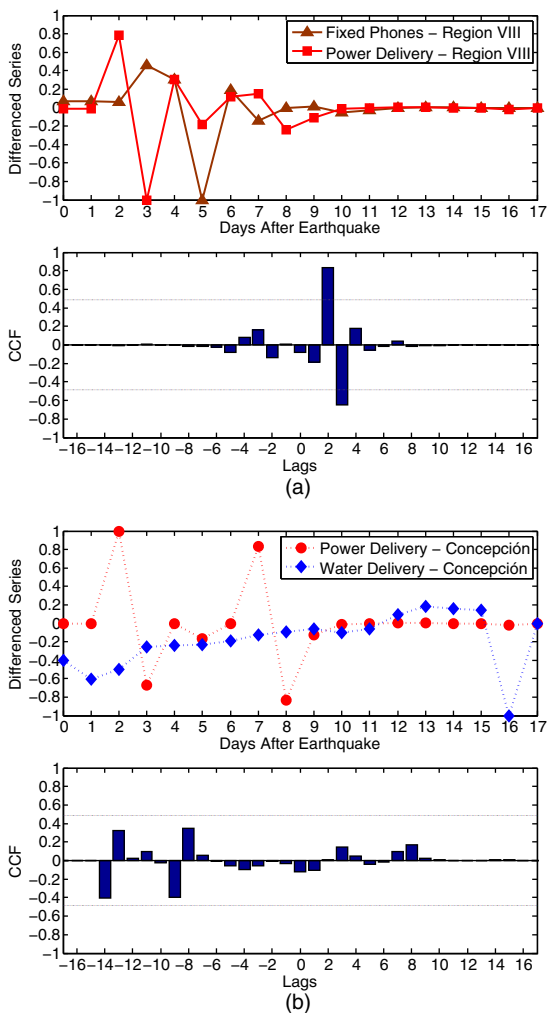 Fixed Phones – Region VIII
Power Delivery – Region VIII
Differenced Series
1
0.8
0.6
0.4
0.2
0
−0.2
−0.4
−0.6
−0.8
−1
0 1 2 3 4 5 6 7 8 9 10 11 12 13 14 15 16 17
Days After Earthquake
CCF
1
0.8
0.6
0.4
0.2
0
−0.2
−0.4
−0.6
−0.8
−1
−16 −14 −12 −10 −8 −6 −4 −2 0 2 4 6 8 10 12 14 16
Lags
(a)
Power Delivery – Concepción
Water Delivery – Concepción
Differenced Series
1
0.8
0.6
0.4
0.2
0
−0.2
−0.4
−0.6
−0.8
−1
0 1 2 3 4 5 6 7 8 9 10 11 12 13 14 15 16 17
Days After Earthquake
CCF
1
0.8
0.6
0.4
0.2
0
−0.2
−0.4
−0.6
−0.8
−1
−16 −14 −12 −10 −8 −6 −4 −2 0 2 4 6 8 10 12 14 16
Lags
(b)